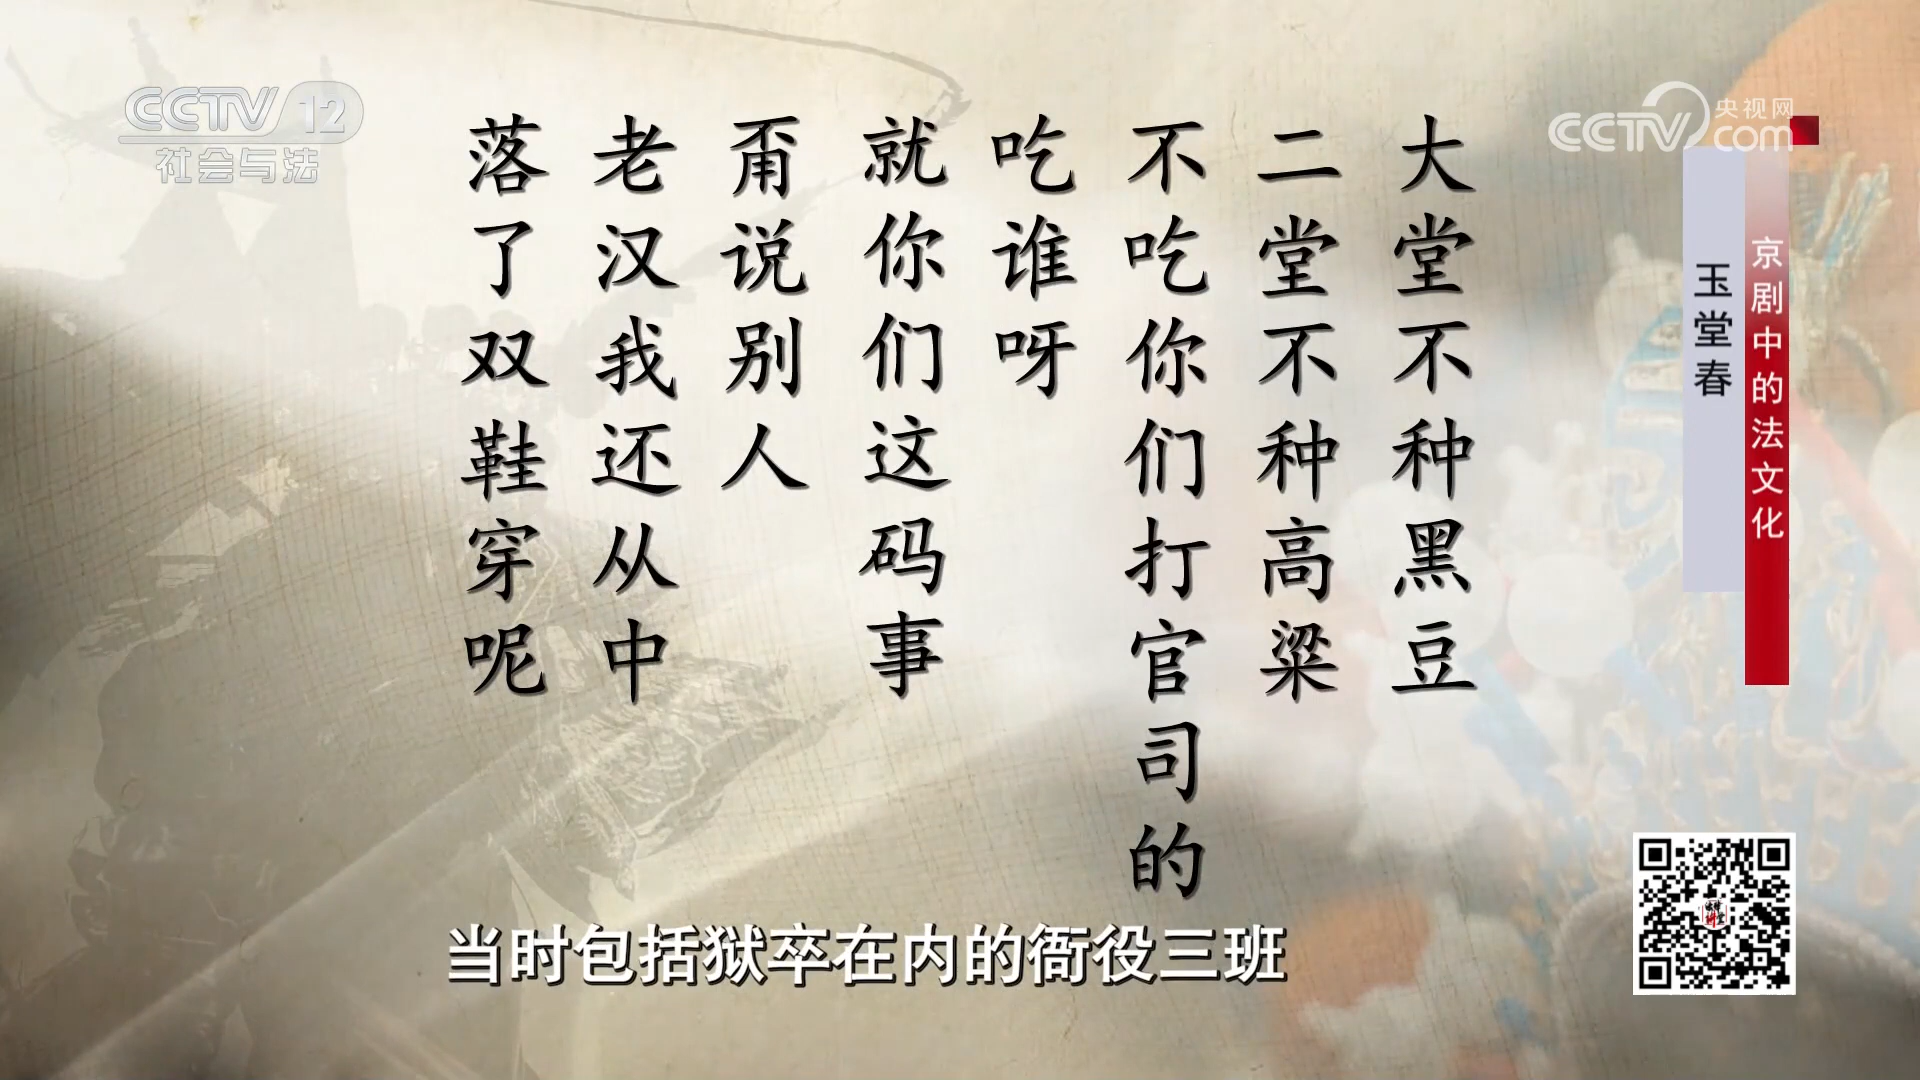 CCTV 12
社会与法
央视网
CCTV.com
京剧中的法文化
玉堂春
大堂不种黑豆
二堂不种高粱
不吃你们打官司的
吃谁呀
就你们这码事
甭说别人
老汉我还从中
落了双鞋穿呢
当时包括狱卒在内的衙役三班